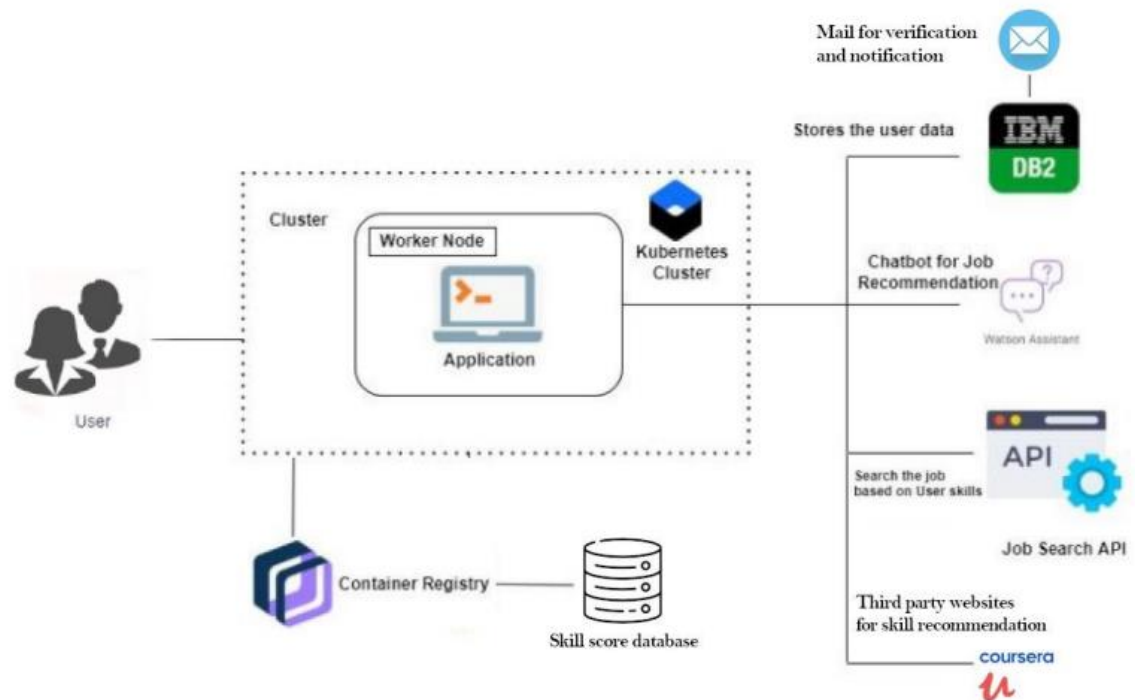 Mail for verification
and notification
Stores the user data
IBM
DB2
Cluster
Worker Node
Kubernetes
Cluster
Application
Chatbot for Job
Recommendation
Watson Assistant
User
API
Search the job
based on User skills
Job Search API
Container Registry
Skill score database
Third party websites
for skill recommendation
coursera